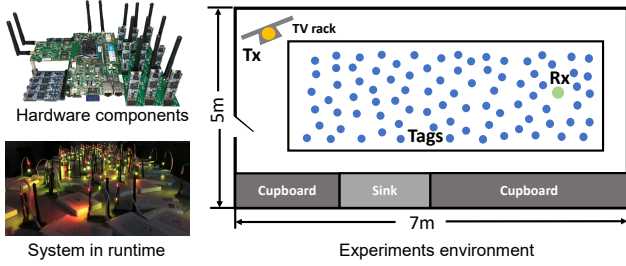 Hardware components
System in runtime
TV rack
Tx
Rx
Tags
5m
Cupboard
Sink
Cupboard
7m
Experiments environment